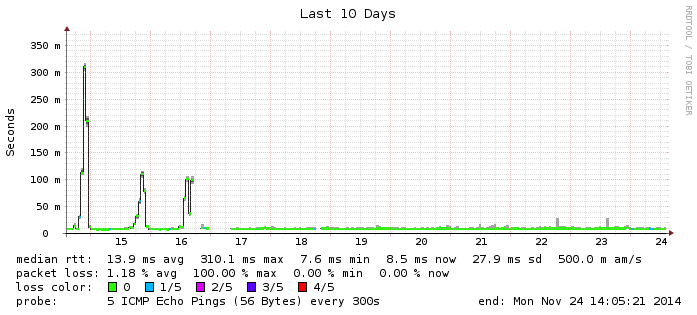 Last 10 Days
RRDTOOL / TOBI OETIKER
Seconds
350 m
300 m
250 m
200 m
150 m
100 m
50 m
0
15 16 17 18 19 20 21 22 23 24
median rtt: 13.9 ms avg 310.1 ms max 7.6 ms min 8.5 ms now 27.9 ms sd 500.0 m am/s
packet loss: 1.18 % avg 100.00 % max 0.00 % min 0.00 % now
loss color: 0 1/5 2/5 3/5 4/5
probe: 5 ICMP Echo Pings (56 Bytes) every 300s end: Mon Nov 24 14:05:21 2014